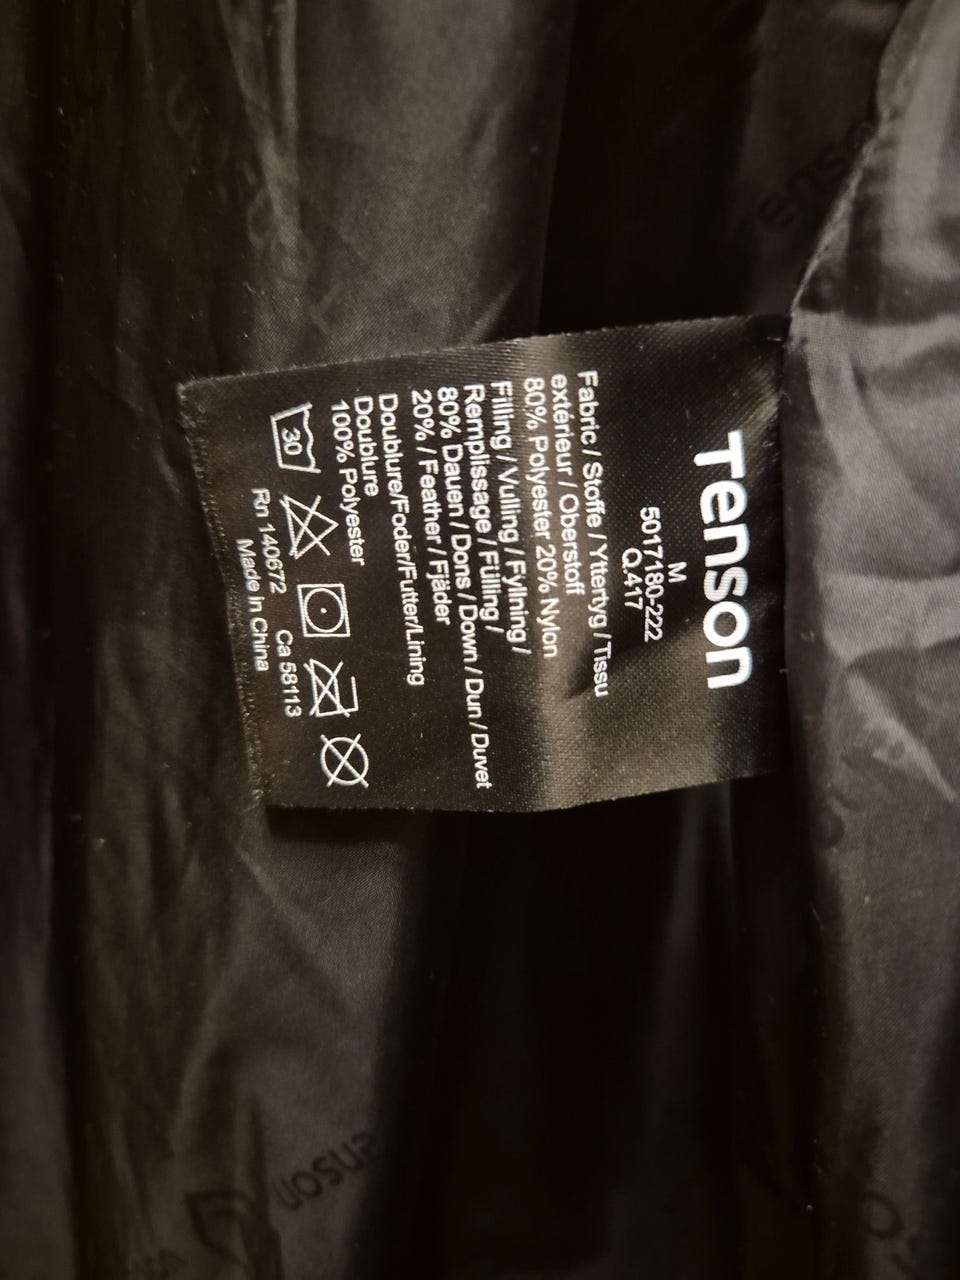 Tenson
M
5017180-222
Q.417
Fabric / Stoffe / Yttertyg / Tissu
extérieur / Oberstoff
80% Polyester 20% Nylon
Filling / Vulling / Fyllning /
Remplissage / Fülling /
80% Dauen / Dons / Down / Dun / Duvet
20% / Feather / Fjäder
Doublure/Foder/Futter/Lining
Doublure
100% Polyester
30
Rn 140672 Ca 58113
Made in China
enson
enson